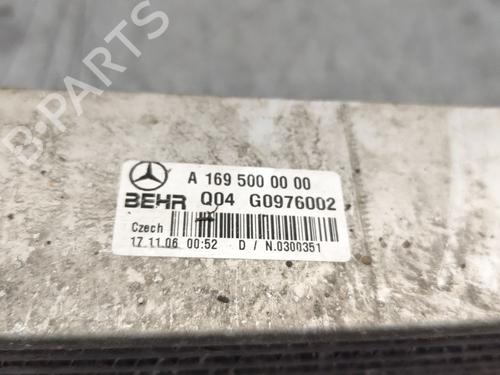 B-PARTS
A 169 500 00 00
BEHR Q04 G0976002
Czech
17.11.06 00:52 D / N.0300351